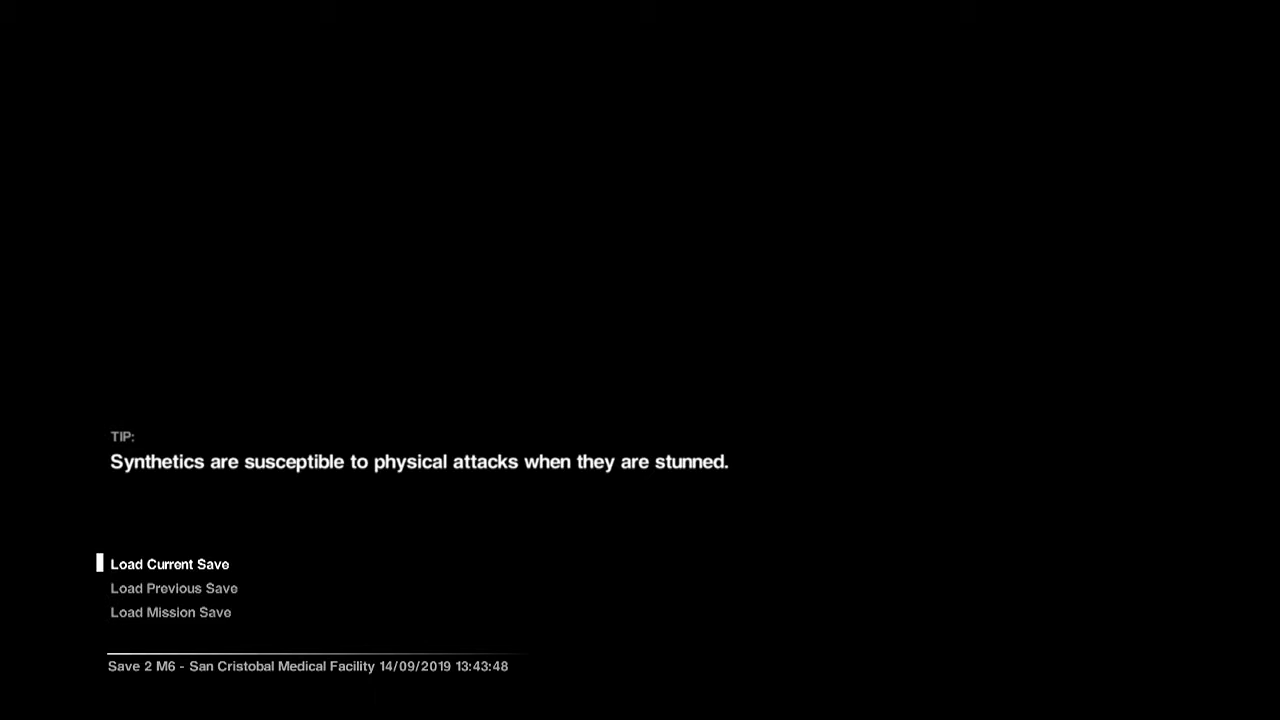 TIP:
Synthetics are susceptible to physical attacks when they are stunned.
Load Current Save
Load Previous Save
Load Mission Save
Save 2 M6 - San Cristobal Medical Facility 14/09/2019 13:43:48